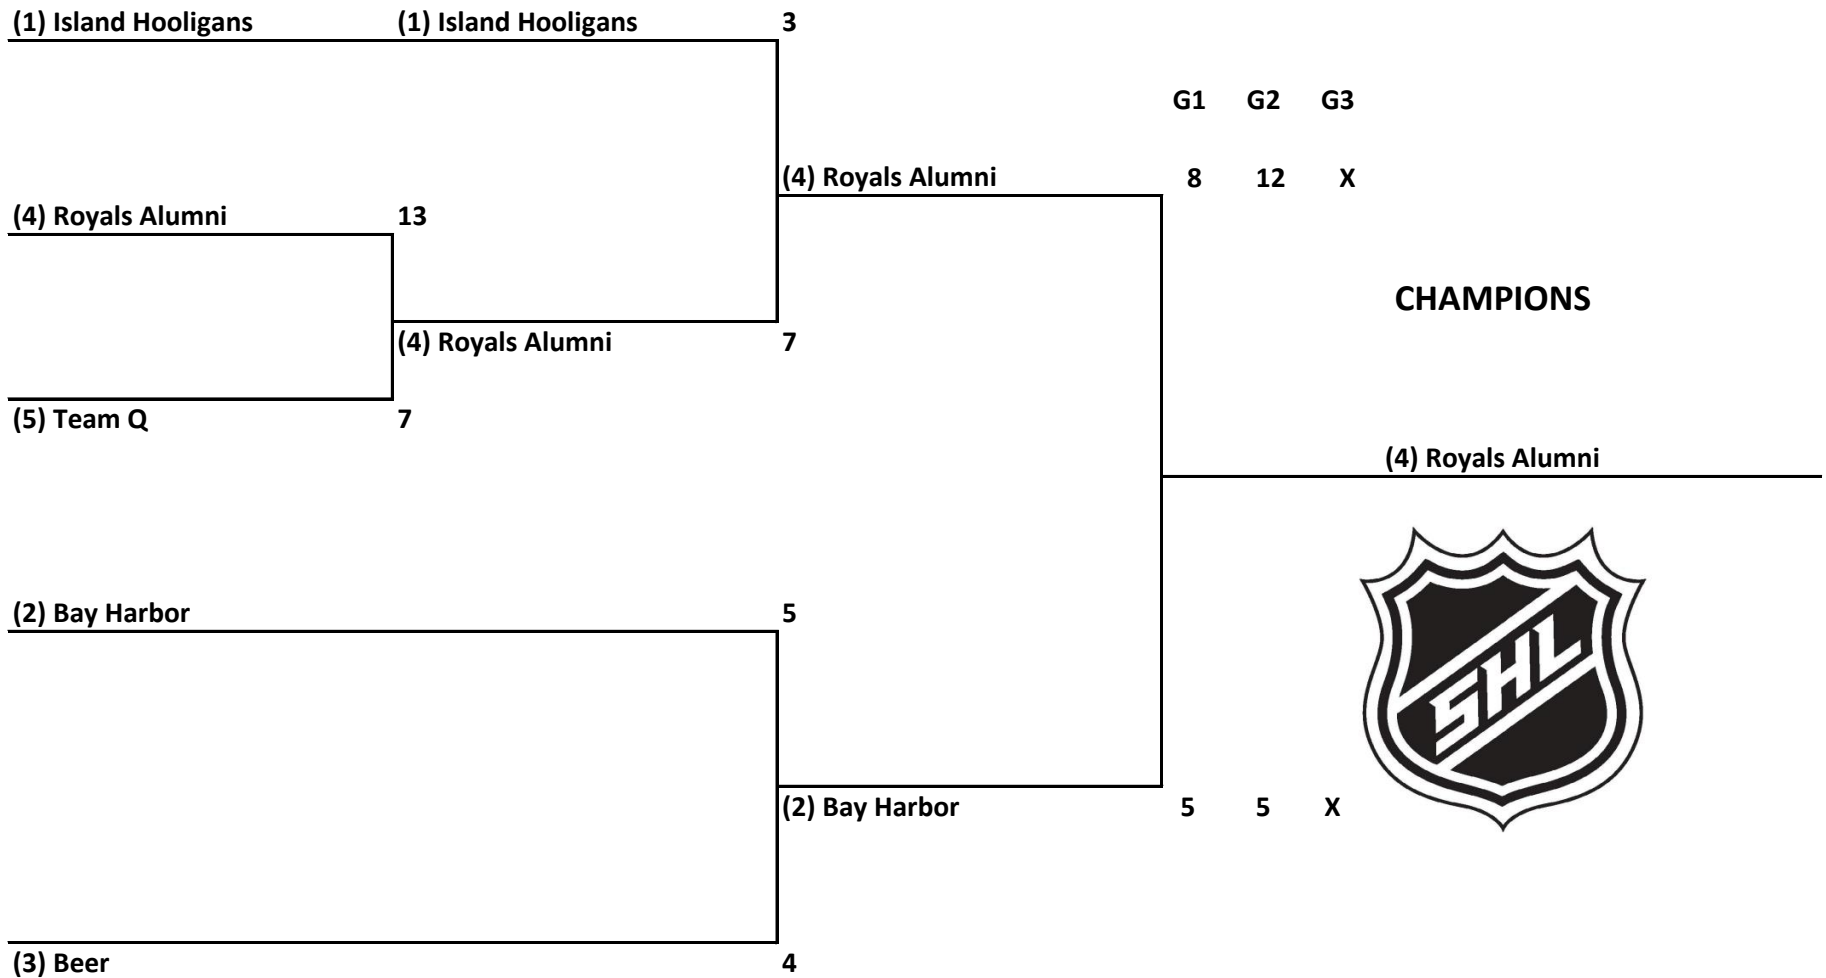 (1) Island Hooligans (1) Island Hooligans 3
G1 G2 G3
(4) Royals Alumni 8 12 X
(4) Royals Alumni 13
CHAMPIONS
(4) Royals Alumni 7
(5) Team Q 7
(4) Royals Alumni
SHL
(2) Bay Harbor 5
(2) Bay Harbor 5 5 X
(3) Beer 4